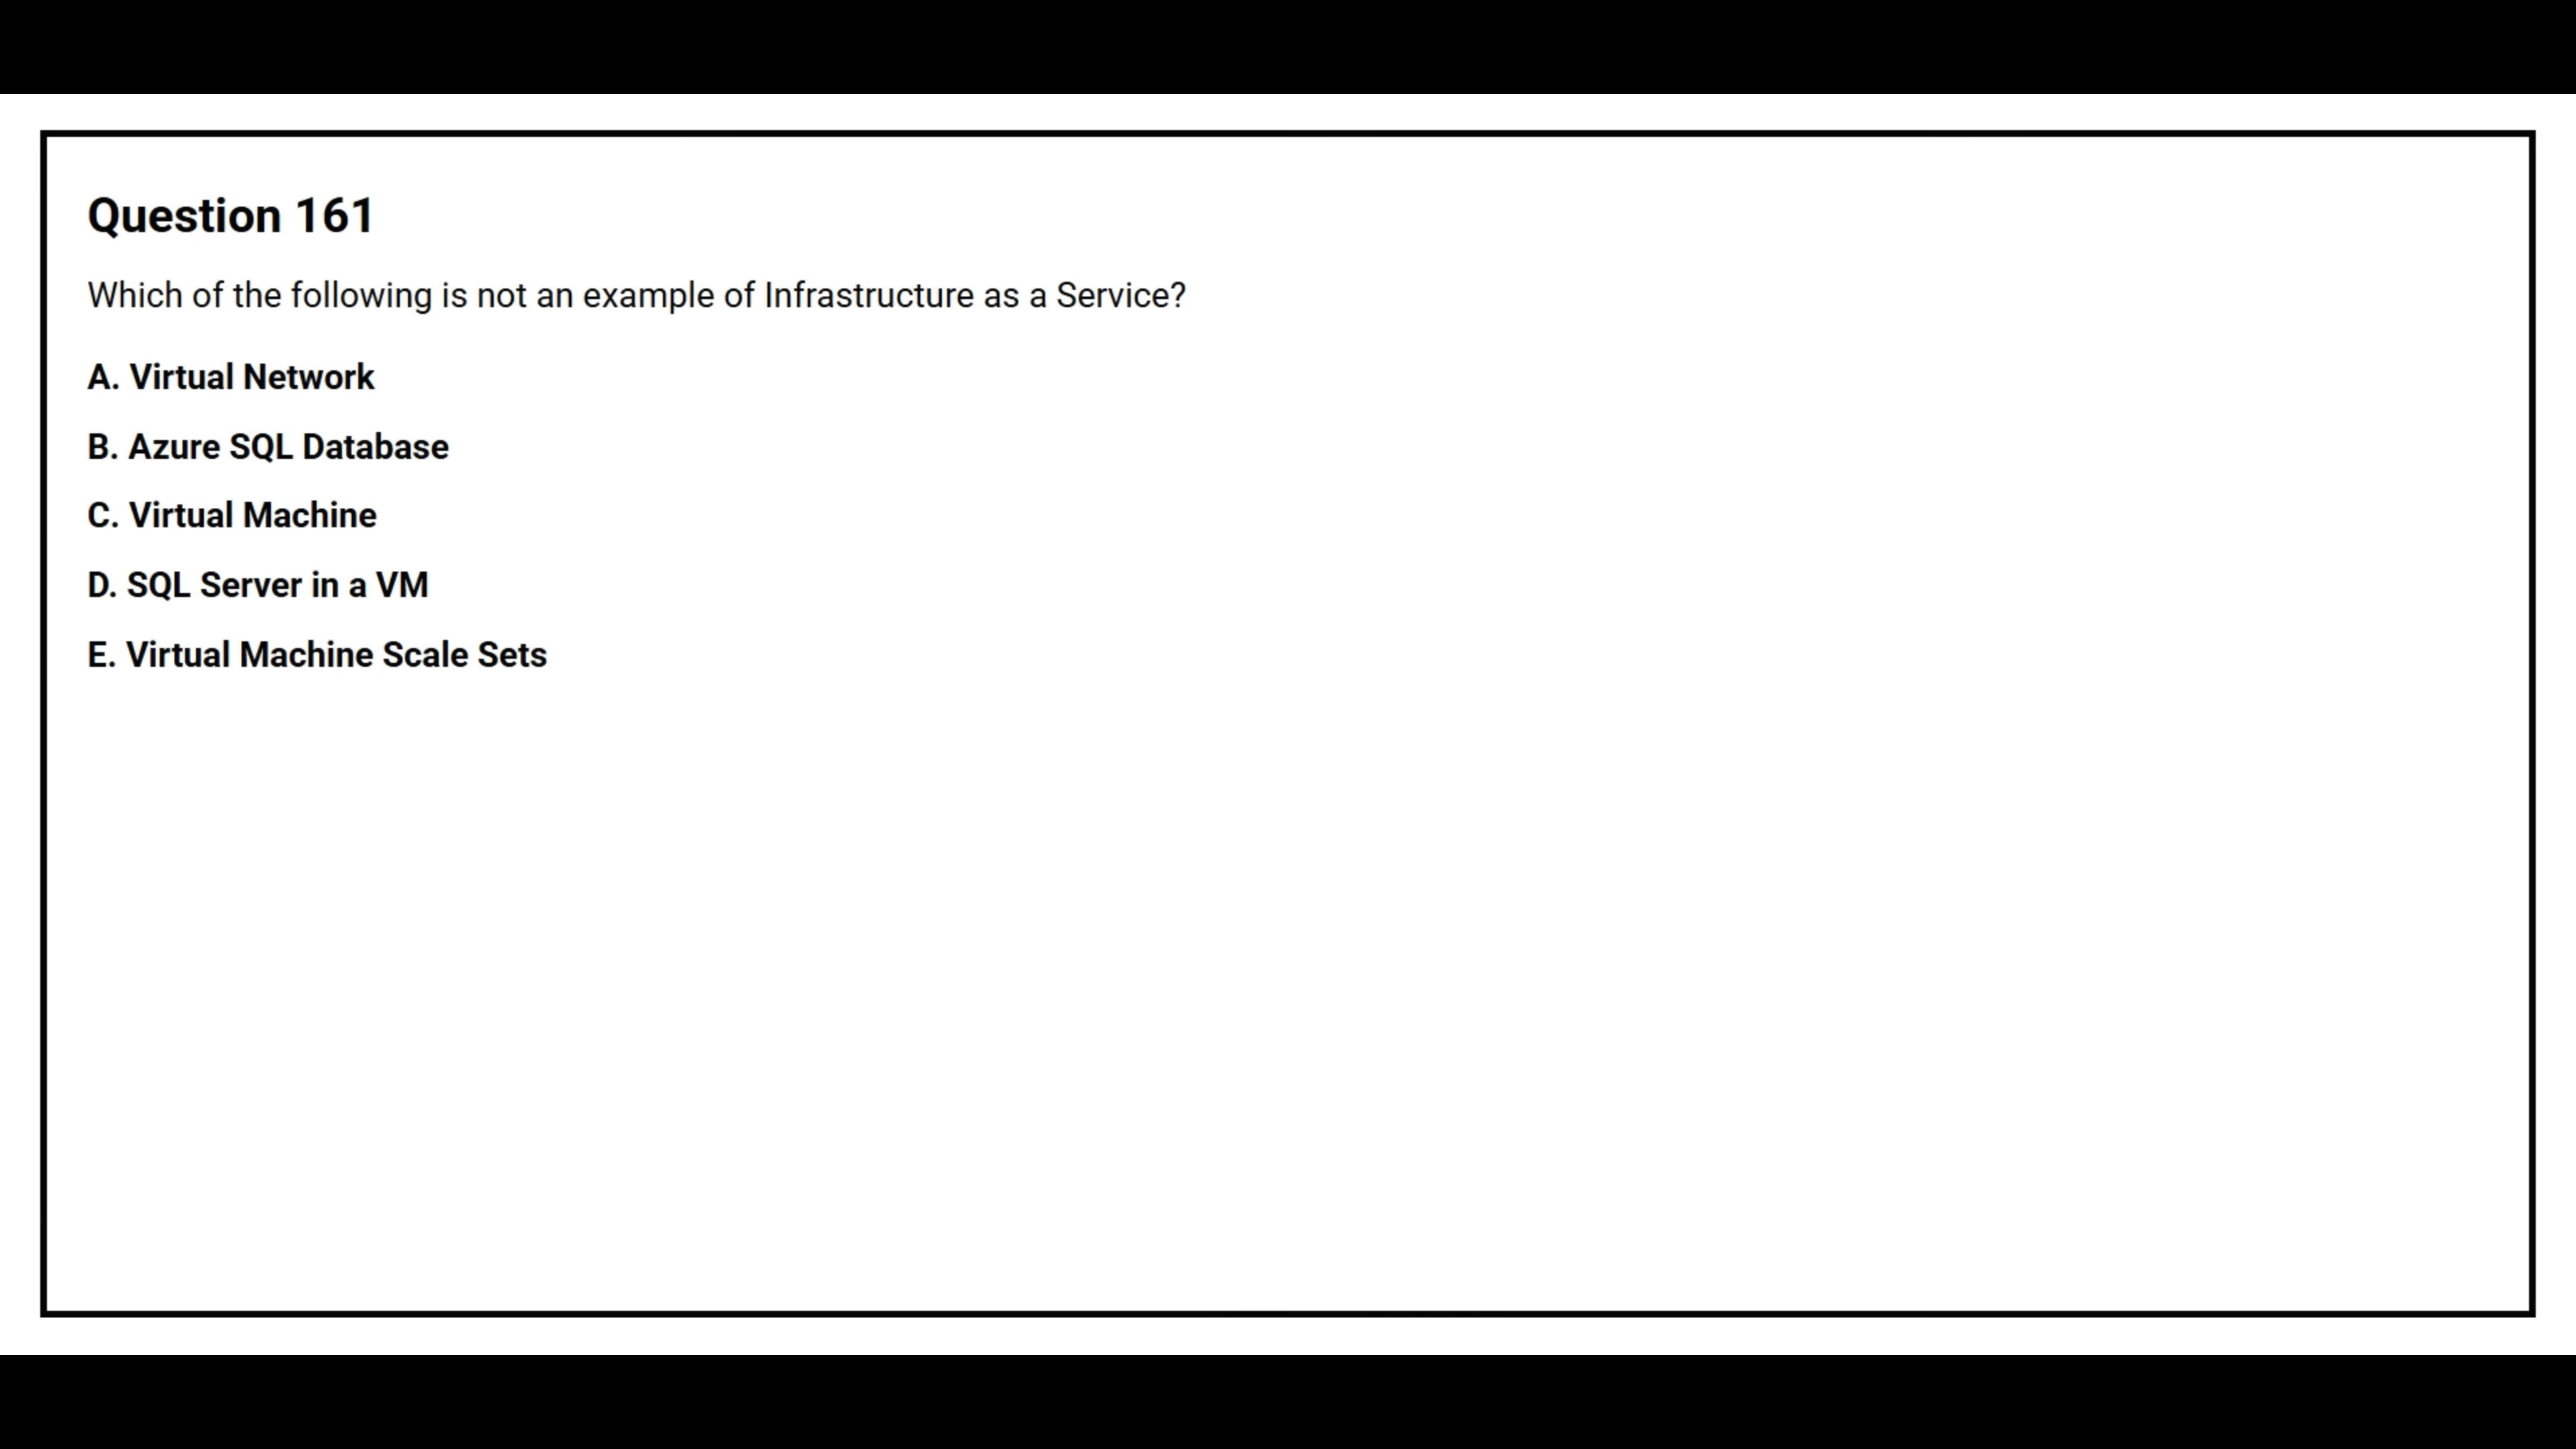 Question 161
Which of the following is not an example of Infrastructure as a Service?
A. Virtual Network
B. Azure SQL Database
C. Virtual Machine
D. SQL Server in a VM
E. Virtual Machine Scale Sets